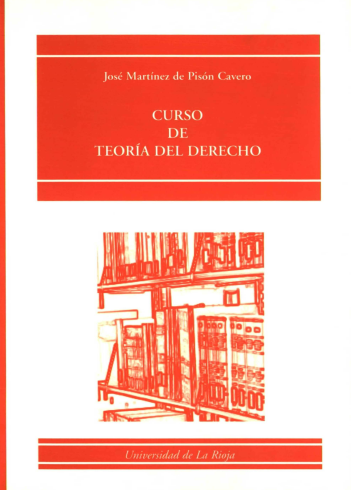 José Martínez de Pisón Cavero
CURSO
DE
TEORÍA DEL DERECHO
Universidad de La Rioja